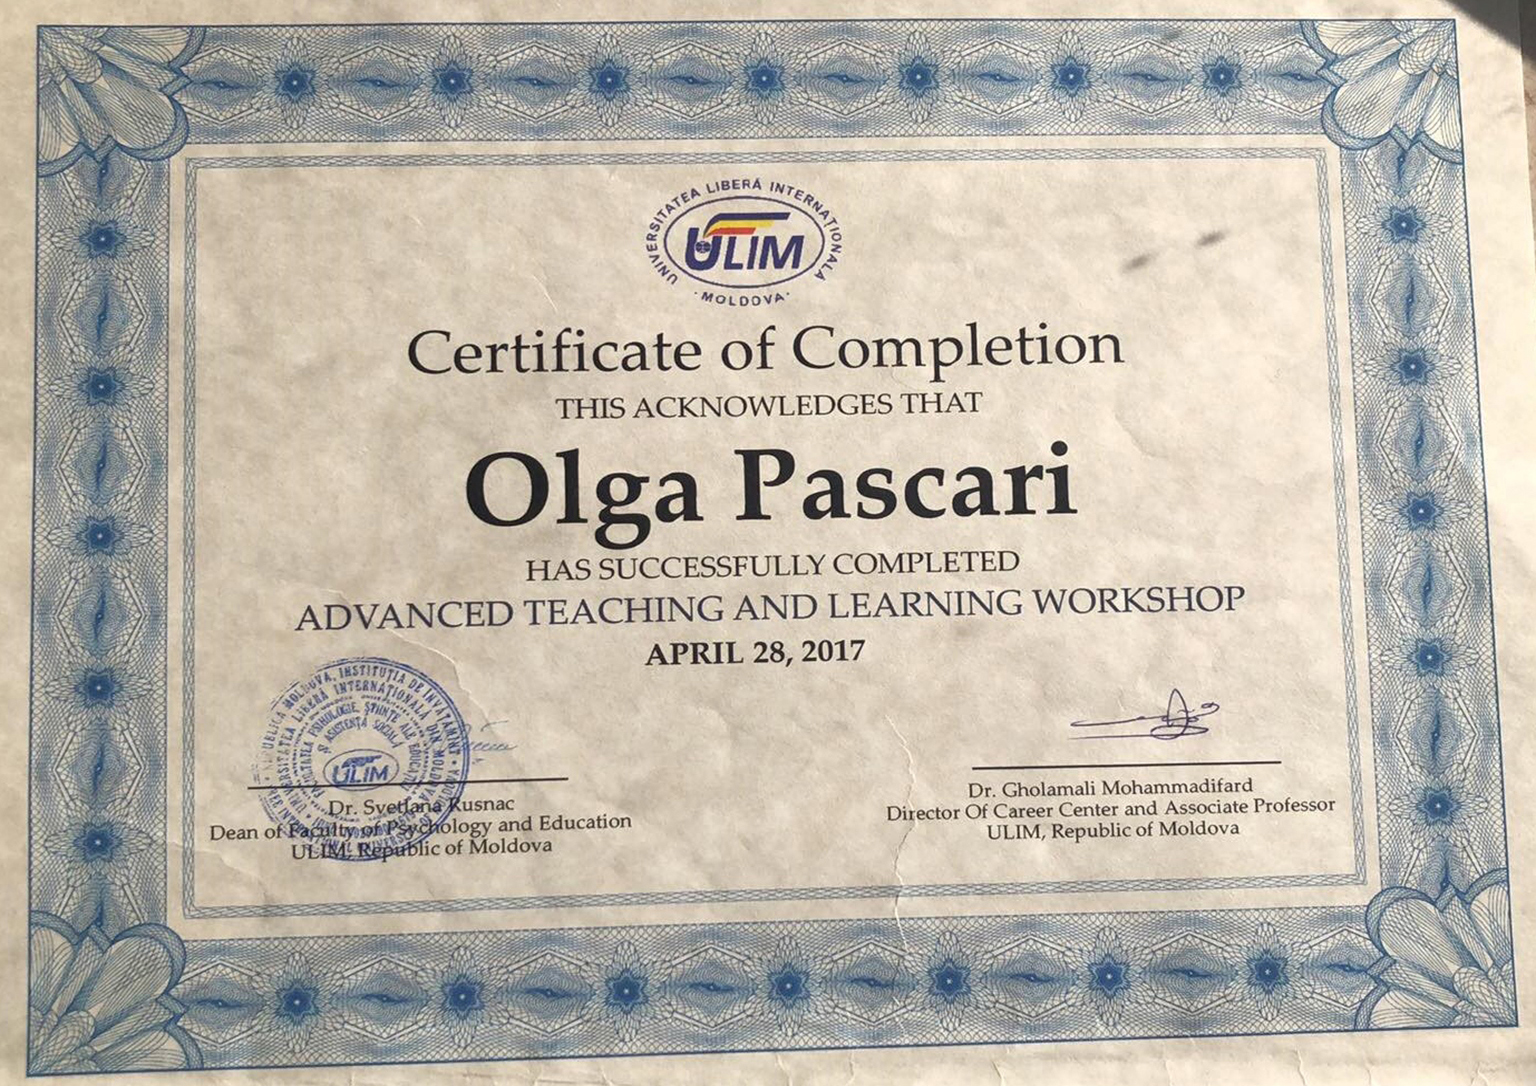 UNIVERSITATEA LIBERĂ INTERNAȚIONALĂ
ULIM
· MOLDOVA ·
Certificate of Completion
THIS ACKNOWLEDGES THAT
Olga Pascari
HAS SUCCESSFULLY COMPLETED
ADVANCED TEACHING AND LEARNING WORKSHOP
APRIL 28, 2017
REPUBLICA MOLDOVA, INSTITUȚIA DE ÎNVĂȚĂMÎNT
UNIVERSITATEA LIBERĂ INTERNAȚIONALĂ DIN MOLDOVA
FACULTATEA PSIHOLOGIE, ȘTIINȚE ALE EDUCAȚIEI
ȘI ASISTENȚĂ SOCIALĂ
ULIM
Dr. Svetlana Rusnac
Dean of Faculty of Psychology and Education
ULIM, Republic of Moldova
Dr. Gholamali Mohammadifard
Director Of Career Center and Associate Professor
ULIM, Republic of Moldova